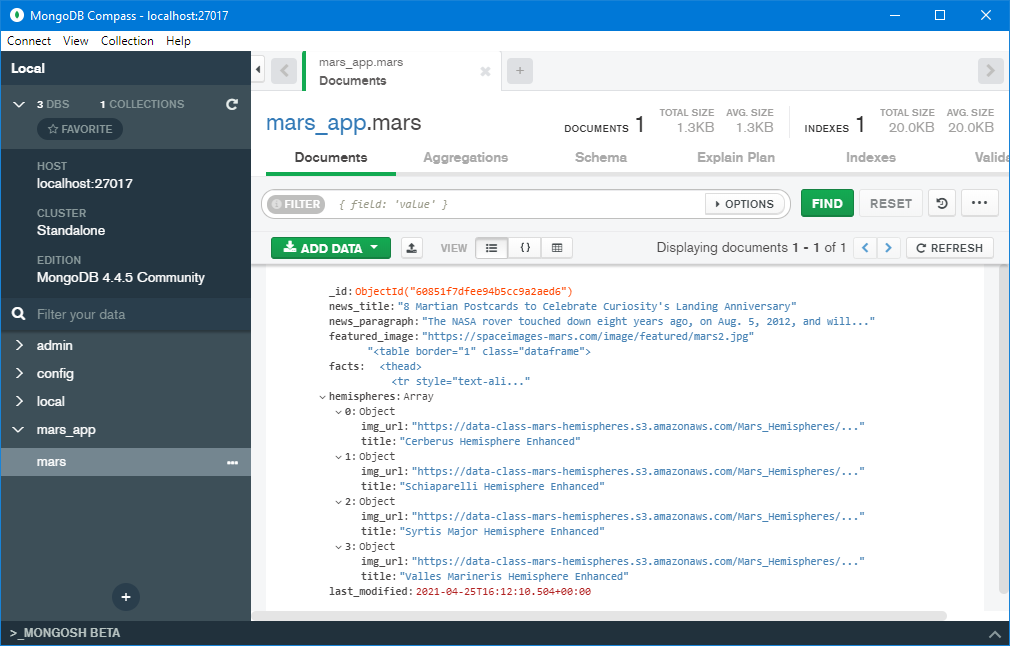 MongoDB Compass - localhost:27017
Connect View Collection Help
Local
3 DBS 1 COLLECTIONS
FAVORITE
HOST
localhost:27017
CLUSTER
Standalone
EDITION
MongoDB 4.4.5 Community
Filter your data
admin
config
local
mars_app
mars
>_MONGOSH BETA
mars_app.mars
Documents
mars_app.mars
DOCUMENTS 1
TOTAL SIZE
1.3KB
AVG. SIZE
1.3KB
INDEXES 1
TOTAL SIZE
20.0KB
AVG. SIZE
20.0KB
Documents Aggregations Schema Explain Plan Indexes Valida
FILTER { field: 'value' } OPTIONS FIND RESET
ADD DATA VIEW {} Displaying documents 1 - 1 of 1 REFRESH
_id: ObjectId("60851f7dfee94b5cc9a2aed6")
news_title: "8 Martian Postcards to Celebrate Curiosity's Landing Anniversary"
news_paragraph: "The NASA rover touched down eight years ago, on Aug. 5, 2012, and will..."
featured_image: "https://spaceimages-mars.com/image/featured/mars2.jpg"
"<table border="1" class="dataframe">
facts: <thead>
<tr style="text-ali..."
hemispheres: Array
0: Object
img_url: "https://data-class-mars-hemispheres.s3.amazonaws.com/Mars_Hemispheres/..."
title: "Cerberus Hemisphere Enhanced"
1: Object
img_url: "https://data-class-mars-hemispheres.s3.amazonaws.com/Mars_Hemispheres/..."
title: "Schiaparelli Hemisphere Enhanced"
2: Object
img_url: "https://data-class-mars-hemispheres.s3.amazonaws.com/Mars_Hemispheres/..."
title: "Syrtis Major Hemisphere Enhanced"
3: Object
img_url: "https://data-class-mars-hemispheres.s3.amazonaws.com/Mars_Hemispheres/..."
title: "Valles Marineris Hemisphere Enhanced"
last_modified: 2021-04-25T16:12:10.504+00:00